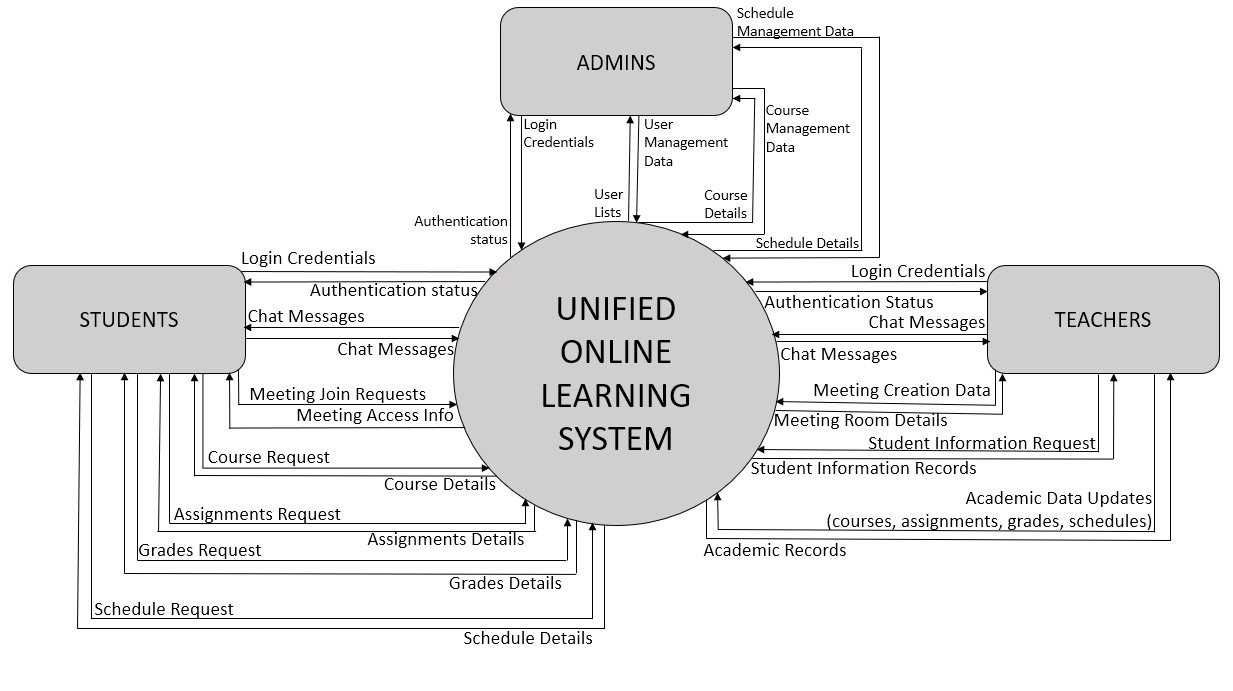 Schedule
Management Data
ADMINS
Course
Management
Data
Login
Credentials
User
Management
Data
User
Lists
Course
Details
Authentication
status
Schedule Details
Login Credentials
Authentication status
Chat Messages
Chat Messages
STUDENTS
Meeting Join Requests
Meeting Access Info
Course Request
Course Details
Assignments Request
Assignments Details
Grades Request
Grades Details
Schedule Request
Schedule Details
UNIFIED
ONLINE
LEARNING
SYSTEM
Login Credentials
Authentication Status
Chat Messages
Chat Messages
TEACHERS
Meeting Creation Data
Meeting Room Details
Student Information Request
Student Information Records
Academic Data Updates
(courses, assignments, grades, schedules)
Academic Records